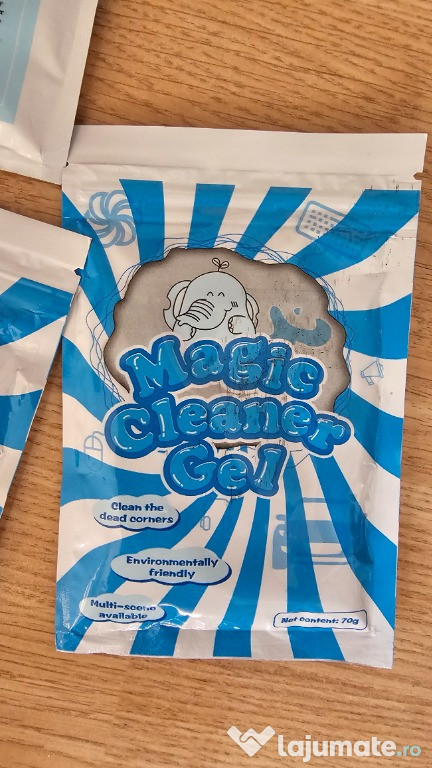 Magic
Cleaner
Gel
Clean the
dead corners
Environmentally
friendly
Multi-scene
available
Net content: 70g
lajumate.ro